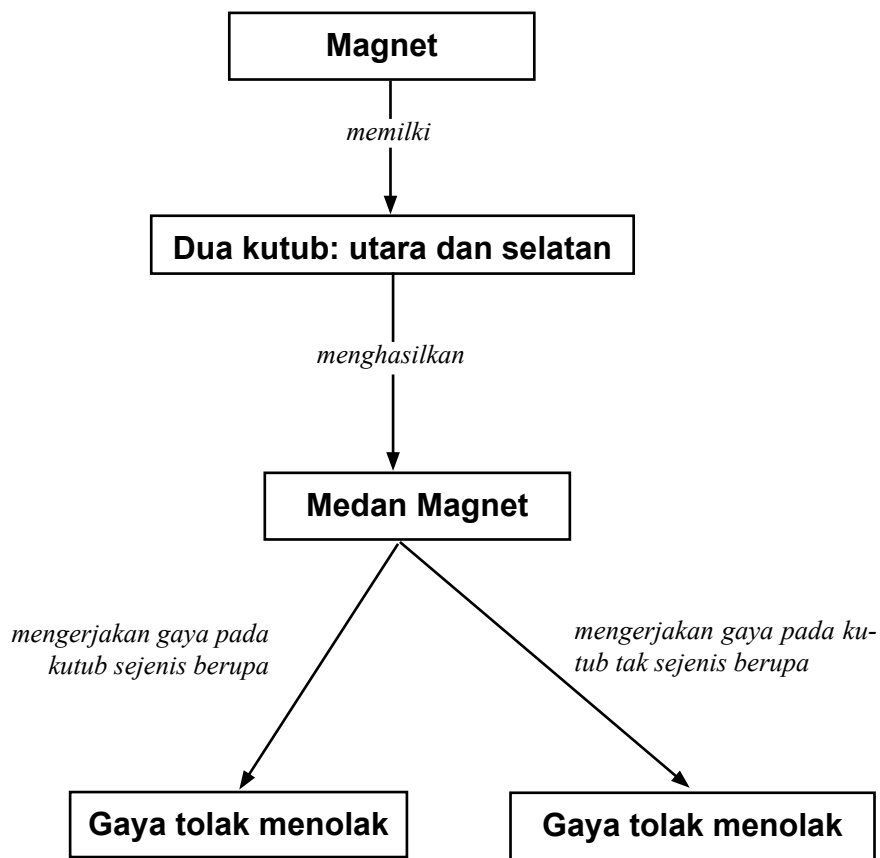 Magnet
memilki
Dua kutub: utara dan selatan
menghasilkan
Medan Magnet
mengerjakan gaya pada
kutub sejenis berupa
mengerjakan gaya pada ku-
tub tak sejenis berupa
Gaya tolak menolak
Gaya tolak menolak